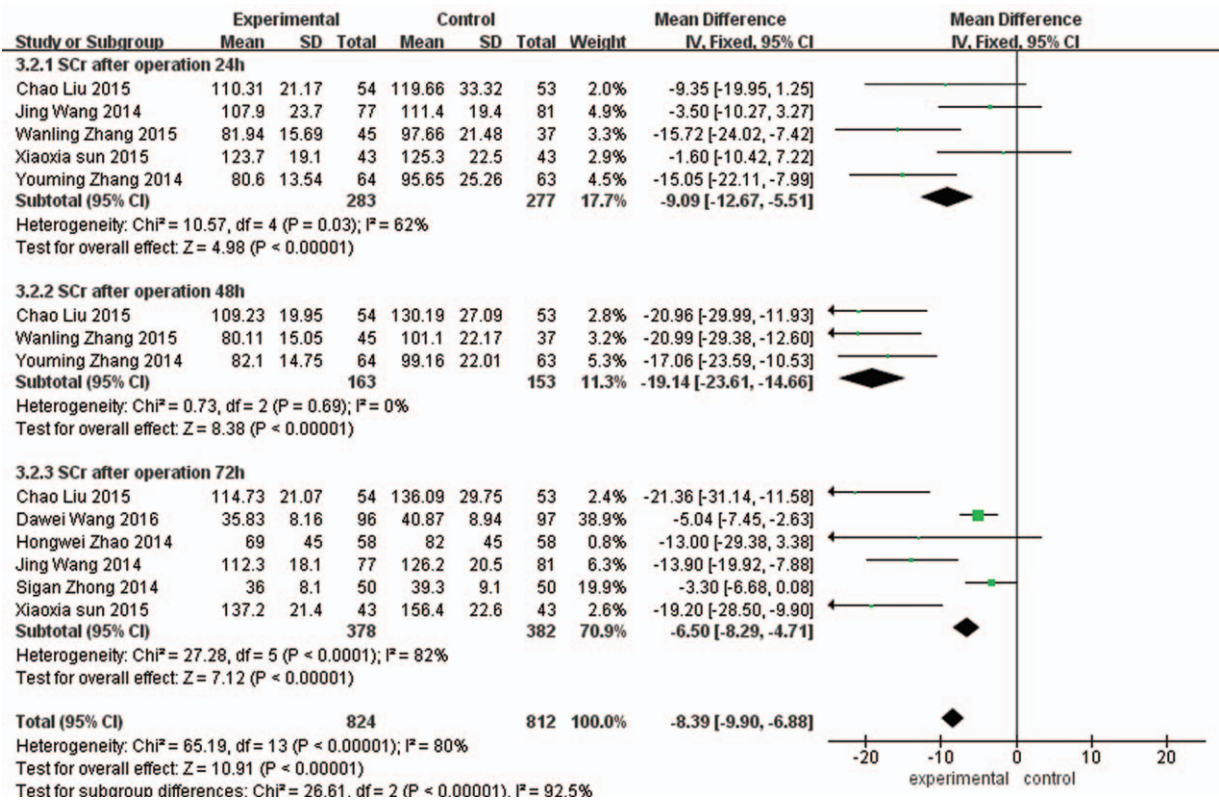 Experimental Control Mean Difference Mean Difference
Study or Subgroup Mean SD Total Mean SD Total Weight IV, Fixed, 95% CI IV, Fixed, 95% CI
3.2.1 SCr after operation 24h
Chao Liu 2015 110.31 21.17 54 119.66 33.32 53 2.0% -9.35 [-19.95, 1.25]
Jing Wang 2014 107.9 23.7 77 111.4 19.4 81 4.9% -3.50 [-10.27, 3.27]
Wanling Zhang 2015 81.94 15.69 45 97.66 21.48 37 3.3% -15.72 [-24.02, -7.42]
Xiaoxia sun 2015 123.7 19.1 43 125.3 22.5 43 2.9% -1.60 [-10.42, 7.22]
Youming Zhang 2014 80.6 13.54 64 95.65 25.26 63 4.5% -15.05 [-22.11, -7.99]
Subtotal (95% CI) 283 277 17.7% -9.09 [-12.67, -5.51]
Heterogeneity: Chi² = 10.57, df = 4 (P = 0.03); I² = 62%
Test for overall effect: Z = 4.98 (P < 0.00001)
3.2.2 SCr after operation 48h
Chao Liu 2015 109.23 19.95 54 130.19 27.09 53 2.8% -20.96 [-29.99, -11.93]
Wanling Zhang 2015 80.11 15.05 45 101.1 22.17 37 3.3% -20.99 [-29.38, -12.60]
Youming Zhang 2014 82.1 14.75 64 99.16 22.01 63 5.3% -17.06 [-23.59, -10.53]
Subtotal (95% CI) 163 153 11.3% -19.14 [-23.61, -14.66]
Heterogeneity: Chi² = 0.73, df = 2 (P = 0.69); I² = 0%
Test for overall effect: Z = 8.38 (P < 0.00001)
3.2.3 SCr after operation 72h
Chao Liu 2015 114.73 21.07 54 136.09 29.75 53 2.4% -21.36 [-31.14, -11.58]
Dawei Wang 2016 35.83 8.16 96 40.87 8.94 97 38.9% -5.04 [-7.45, -2.63]
Hongwei Zhao 2014 69 45 58 82 45 58 0.8% -13.00 [-29.38, 3.38]
Jing Wang 2014 112.3 18.1 77 126.2 20.5 81 6.3% -13.90 [-19.92, -7.88]
Sigan Zhong 2014 36 8.1 50 39.3 9.1 50 19.9% -3.30 [-6.68, 0.08]
Xiaoxia sun 2015 137.2 21.4 43 156.4 22.6 43 2.6% -19.20 [-28.50, -9.90]
Subtotal (95% CI) 378 382 70.9% -6.50 [-8.29, -4.71]
Heterogeneity: Chi² = 27.28, df = 5 (P < 0.0001); I² = 82%
Test for overall effect: Z = 7.12 (P < 0.00001)
Total (95% CI) 824 812 100.0% -8.39 [-9.90, -6.88]
Heterogeneity: Chi² = 65.19, df = 13 (P < 0.00001); I² = 80%
Test for overall effect: Z = 10.91 (P < 0.00001)
Test for subgroup differences: Chi² = 26.61, df = 2 (P < 0.00001), I² = 92.5%
-20 -10 0 10 20
experimental control